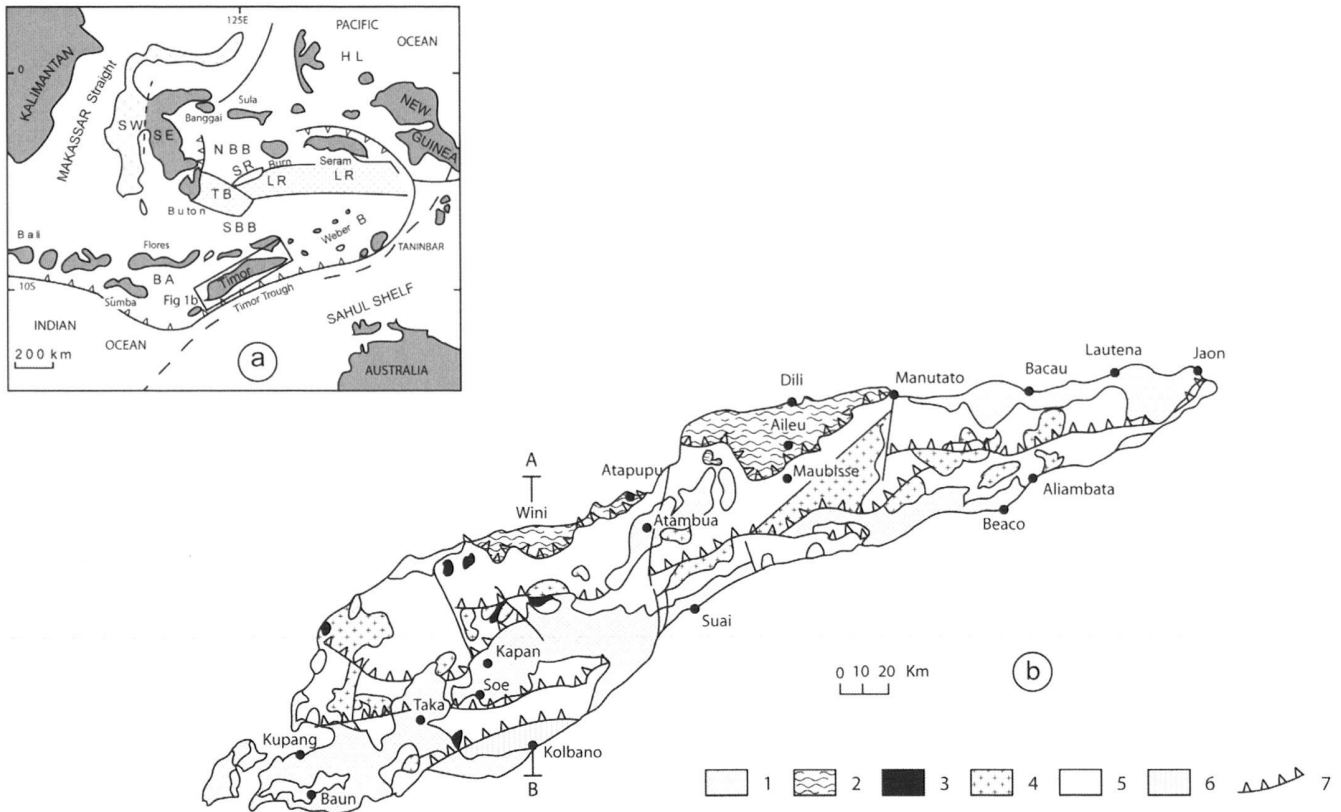 125E
PACIFIC
OCEAN
H L
KALIMANTAN
MAKASSAR Straight
0
NEW
GUINEA
Sula
Banggai
S W
S E
N B B
S R
Buru
Seram
L R
L R
T B
Buton
S B B
Weber B
TANINBAR
Bali
Flores
B A
Timor
10S
Sumba
Fig 1b
Timor Trough
SAHUL SHELF
INDIAN
OCEAN
200 km
a
AUSTRALIA
Lautena
Jaon
Bacau
Dili
Manutato
Aileu
A
Atapupu
Maubisse
Wini
Aliambata
Atambua
Beaco
Suai
Kapan
Soe
0 10 20 Km
b
Taka
Kupang
Kolbano
Baun
B
1 2 3 4 5 6 7